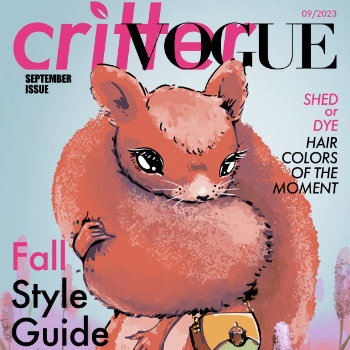 09/2023
critter VOGUE
SEPTEMBER
ISSUE
SHED
or
DYE
HAIR
COLORS
OF THE
MOMENT
Fall
Style
Guide